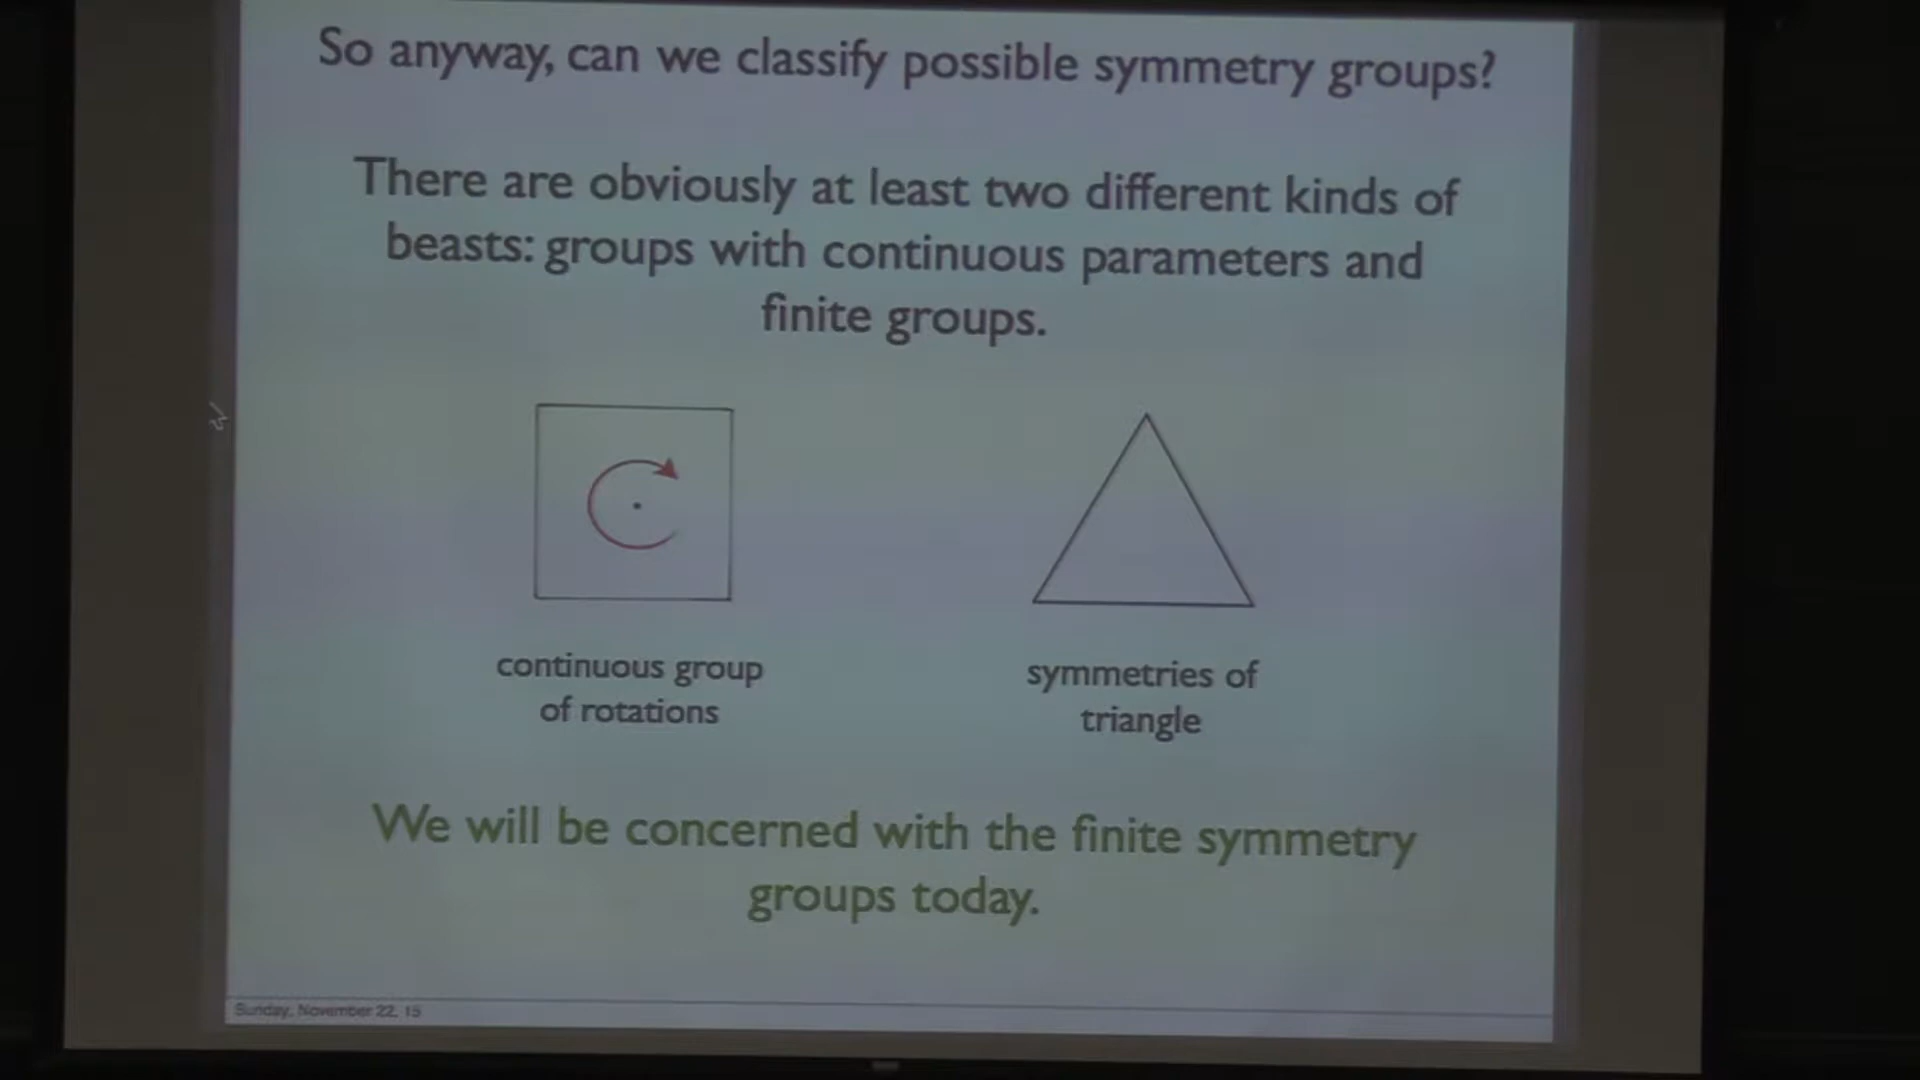 So anyway, can we classify possible symmetry groups?
There are obviously at least two different kinds of
beasts: groups with continuous parameters and
finite groups.
continuous group
of rotations
symmetries of
triangle
We will be concerned with the finite symmetry
groups today.
Sunday, November 22, 15